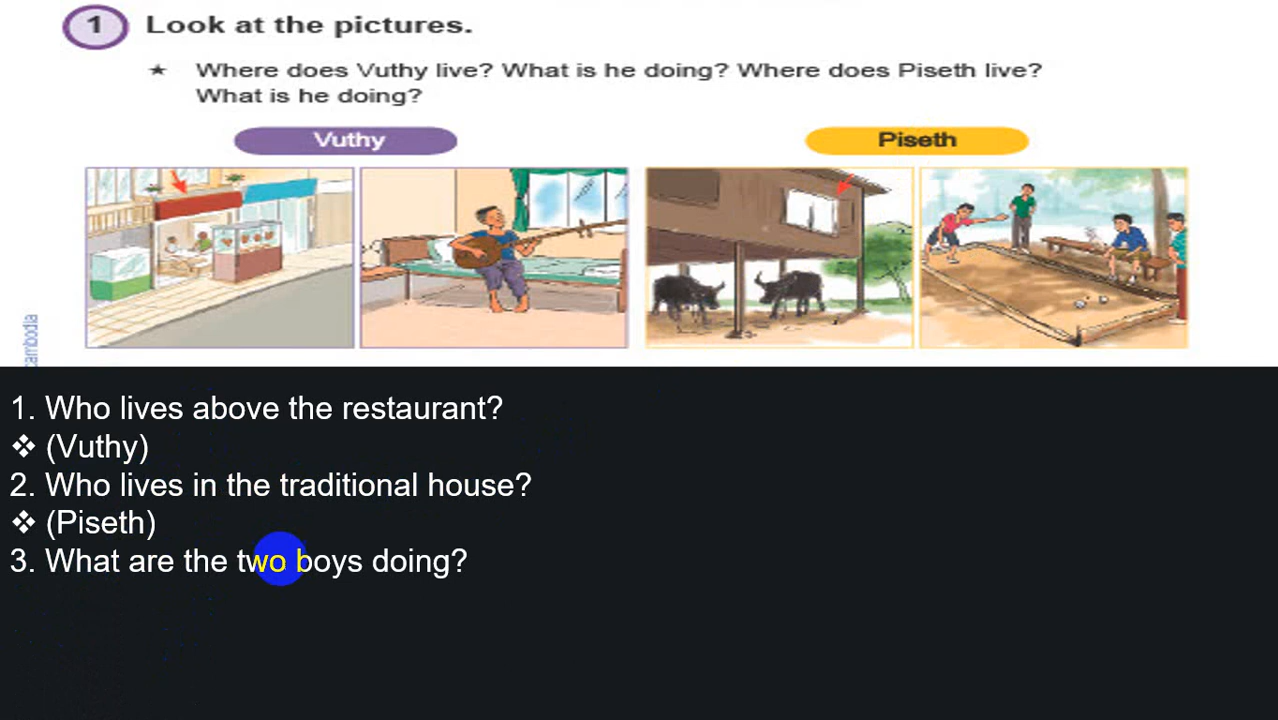 1 Look at the pictures.
★ Where does Vuthy live? What is he doing? Where does Piseth live?
What is he doing?
Vuthy
Piseth
ambodia
1. Who lives above the restaurant?
❖ (Vuthy)
2. Who lives in the traditional house?
❖ (Piseth)
3. What are the two boys doing?